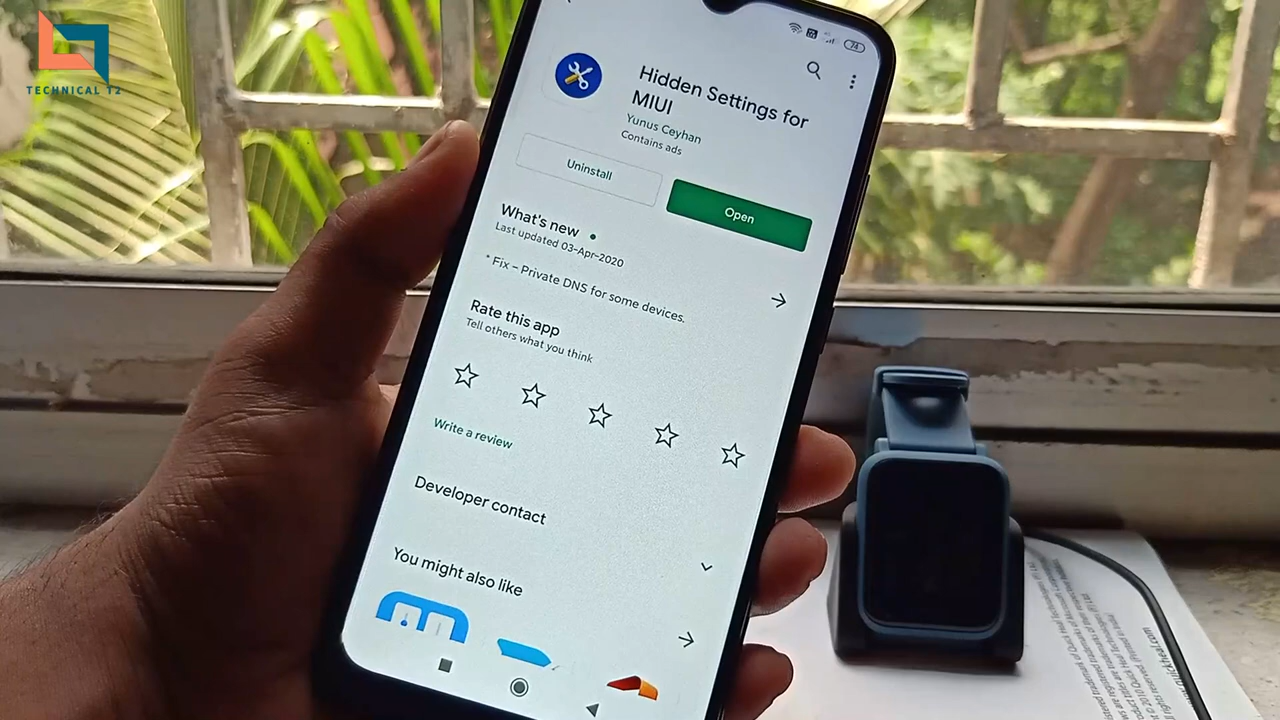 TECHNICAL T2
74
Hidden Settings for
MIUI
Yunus Ceyhan
Contains ads
Uninstall
Open
What's new
Last updated 03-Apr-2020
* Fix - Private DNS for some devices.
Rate this app
Tell others what you think
Write a review
Developer contact
You might also like